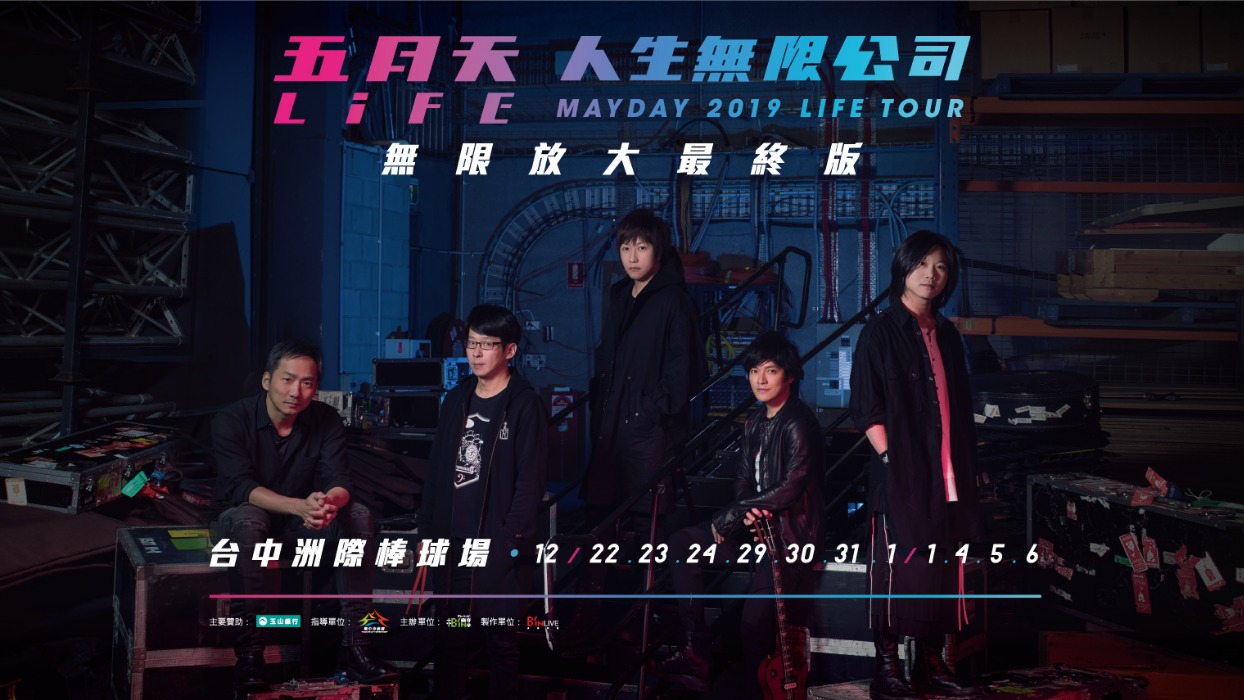 五月天 人生無限公司
LiFE MAYDAY 2019 LIFE TOUR
無限放大最終版
台中洲際棒球場・12/22.23.24.29.30.31.1/1.4.5.6
主要贊助： 玉山銀行 指導單位： 主辦單位： 製作單位： B'IN LIVE